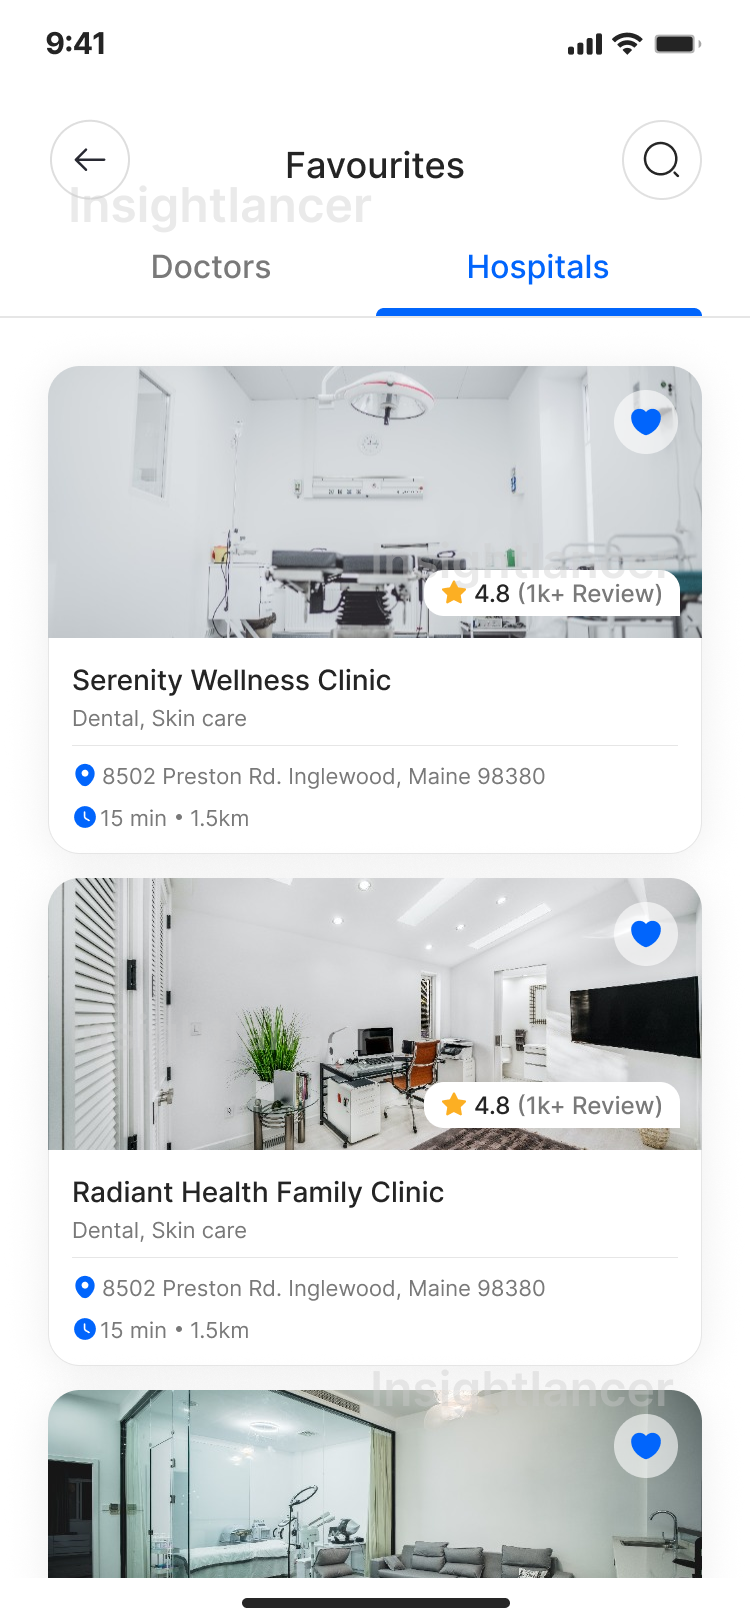 9:41
Favourites
Insightlancer
Doctors
Hospitals
Insightlancer
4.8 (1k+ Review)
Serenity Wellness Clinic
Dental, Skin care
8502 Preston Rd. Inglewood, Maine 98380
15 min • 1.5km
4.8 (1k+ Review)
Radiant Health Family Clinic
Dental, Skin care
8502 Preston Rd. Inglewood, Maine 98380
15 min • 1.5km
Insightlancer